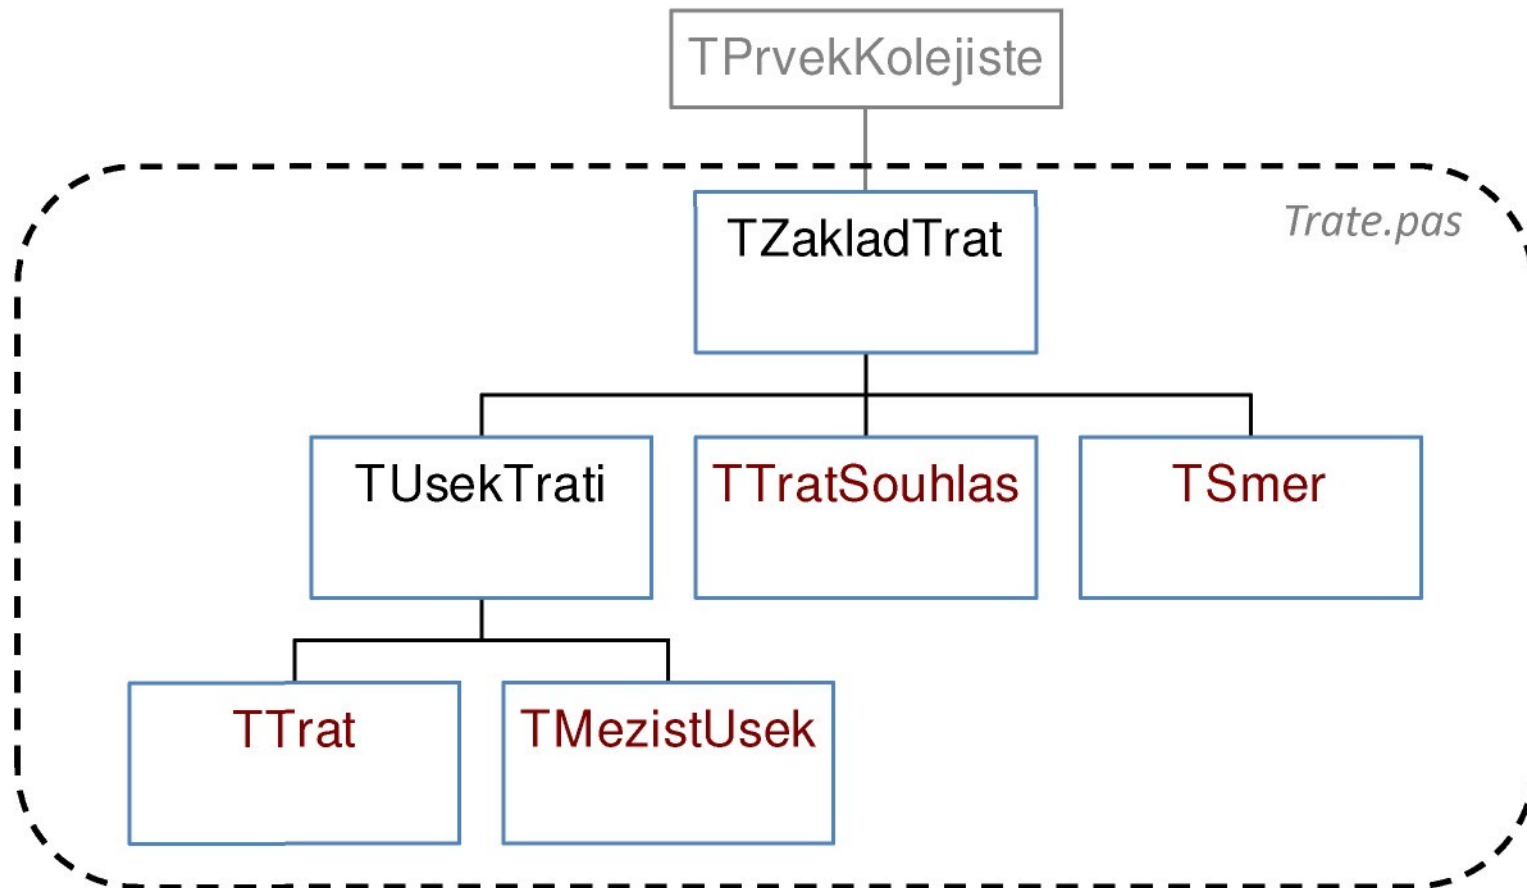 TPrvekKolejiste
Trate.pas
TZakladTrat
TUsekTrati
TTratSouhlas
TSmer
TTrat
TMezistUsek